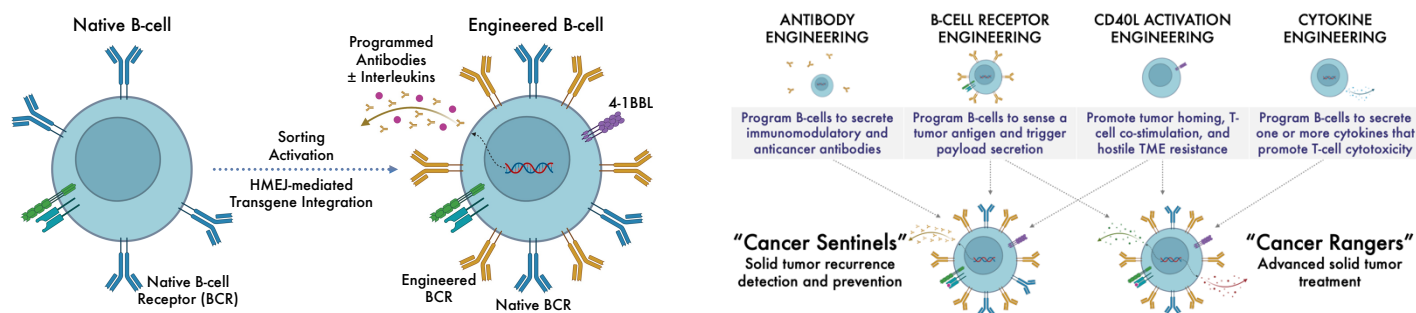 Native B-cell
Engineered B-cell
Programmed
Antibodies
± Interleukins
4-1BBL
Sorting
Activation
HMEJ-mediated
Transgene Integration
Native B-cell
Receptor (BCR)
Engineered
BCR
Native BCR
ANTIBODY
ENGINEERING
Program B-cells to secrete
immunomodulatory and
anticancer antibodies
B-CELL RECEPTOR
ENGINEERING
Program B-cells to sense a
tumor antigen and trigger
payload secretion
CD40L ACTIVATION
ENGINEERING
Promote tumor homing, T-
cell co-stimulation, and
hostile TME resistance
CYTOKINE
ENGINEERING
Program B-cells to secrete
one or more cytokines that
promote T-cell cytotoxicity
“Cancer Sentinels”
Solid tumor recurrence
detection and prevention
“Cancer Rangers”
Advanced solid tumor
treatment